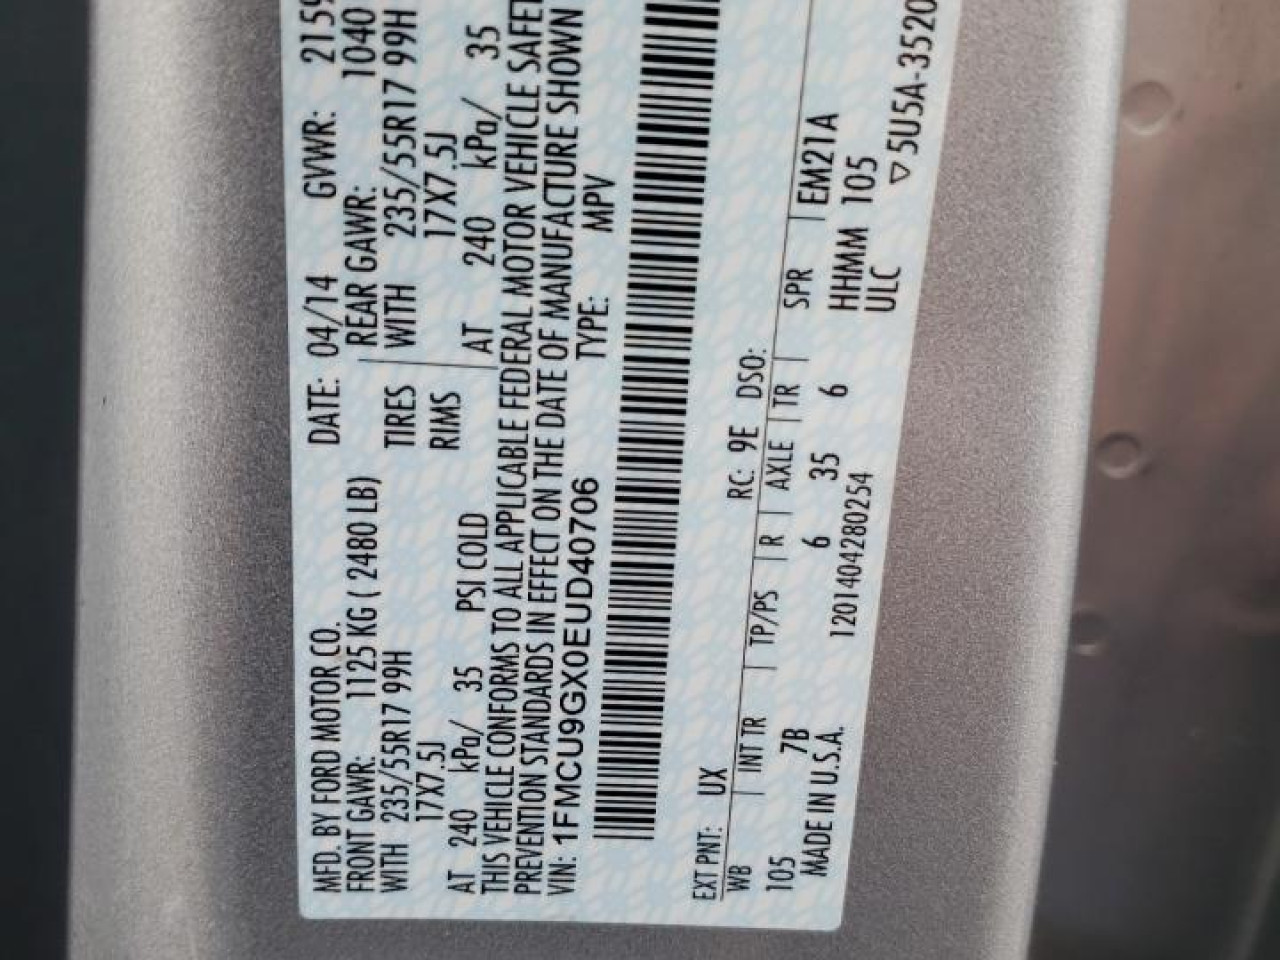 MFD. BY FORD MOTOR CO. DATE: 04/14 GVWR: 2159
FRONT GAWR: 1125 KG ( 2480 LB) REAR GAWR: 1040
WITH 235/55R17 99H TIRES WITH 235/55R17 99H
17X7.5J RIMS 17X7.5J
AT 240 kPa/ 35 PSI COLD AT 240 kPa/ 35
THIS VEHICLE CONFORMS TO ALL APPLICABLE FEDERAL MOTOR VEHICLE SAFET
PREVENTION STANDARDS IN EFFECT ON THE DATE OF MANUFACTURE SHOWN
VIN: 1FMCU9GX0EUD40706 TYPE: MPV
EXT PNT: UX RC: 9E DSO:
WB | INT TR | TP/PS | R | AXLE | TR | SPR | EM21A
105 7B 6 35 6 HHMM 105
MADE IN U.S.A. 1201404280254 ULC ▽5U5A-3520